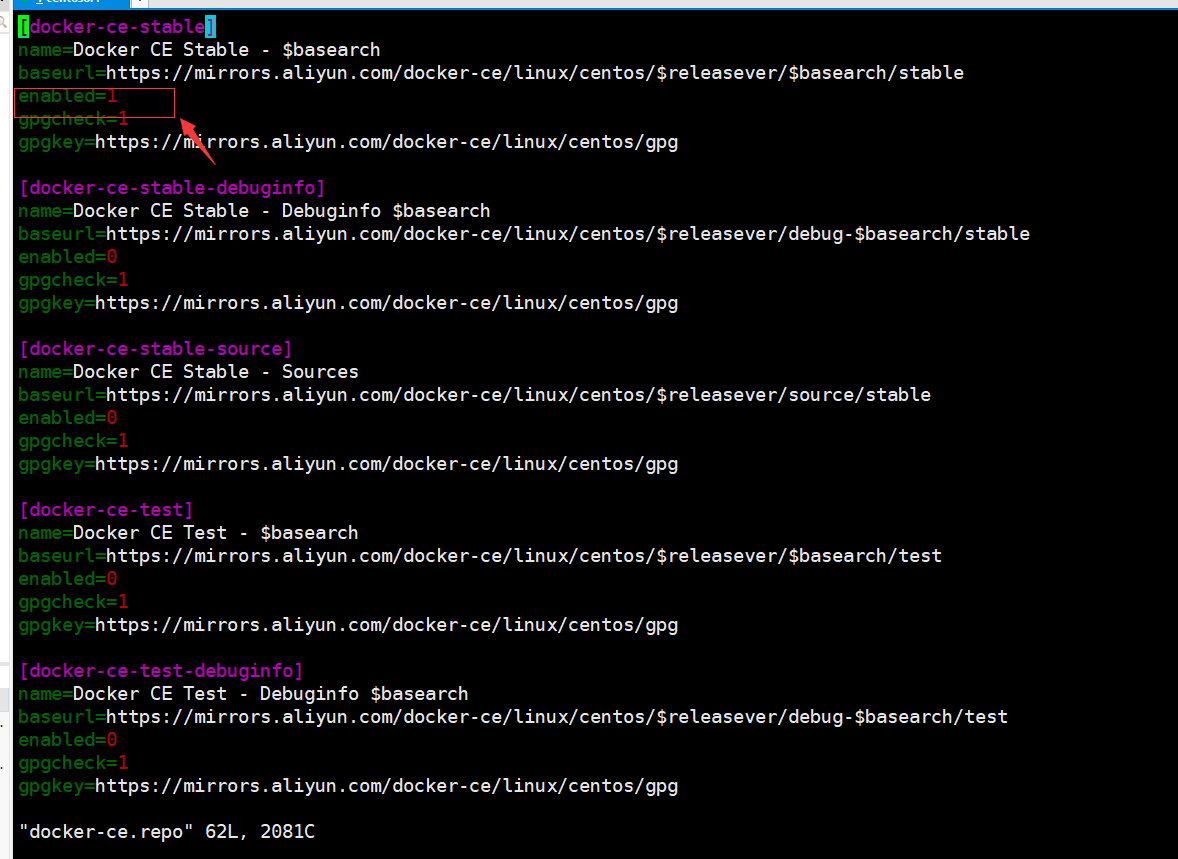 [docker-ce-stable]
name=Docker CE Stable - $basearch
baseurl=https://mirrors.aliyun.com/docker-ce/linux/centos/$releasever/$basearch/stable
enabled=1
gpgcheck=1
gpgkey=https://mirrors.aliyun.com/docker-ce/linux/centos/gpg
[docker-ce-stable-debuginfo]
name=Docker CE Stable - Debuginfo $basearch
baseurl=https://mirrors.aliyun.com/docker-ce/linux/centos/$releasever/debug-$basearch/stable
enabled=0
gpgcheck=1
gpgkey=https://mirrors.aliyun.com/docker-ce/linux/centos/gpg
[docker-ce-stable-source]
name=Docker CE Stable - Sources
baseurl=https://mirrors.aliyun.com/docker-ce/linux/centos/$releasever/source/stable
enabled=0
gpgcheck=1
gpgkey=https://mirrors.aliyun.com/docker-ce/linux/centos/gpg
[docker-ce-test]
name=Docker CE Test - $basearch
baseurl=https://mirrors.aliyun.com/docker-ce/linux/centos/$releasever/$basearch/test
enabled=0
gpgcheck=1
gpgkey=https://mirrors.aliyun.com/docker-ce/linux/centos/gpg
[docker-ce-test-debuginfo]
name=Docker CE Test - Debuginfo $basearch
baseurl=https://mirrors.aliyun.com/docker-ce/linux/centos/$releasever/debug-$basearch/test
enabled=0
gpgcheck=1
gpgkey=https://mirrors.aliyun.com/docker-ce/linux/centos/gpg
"docker-ce.repo" 62L, 2081C